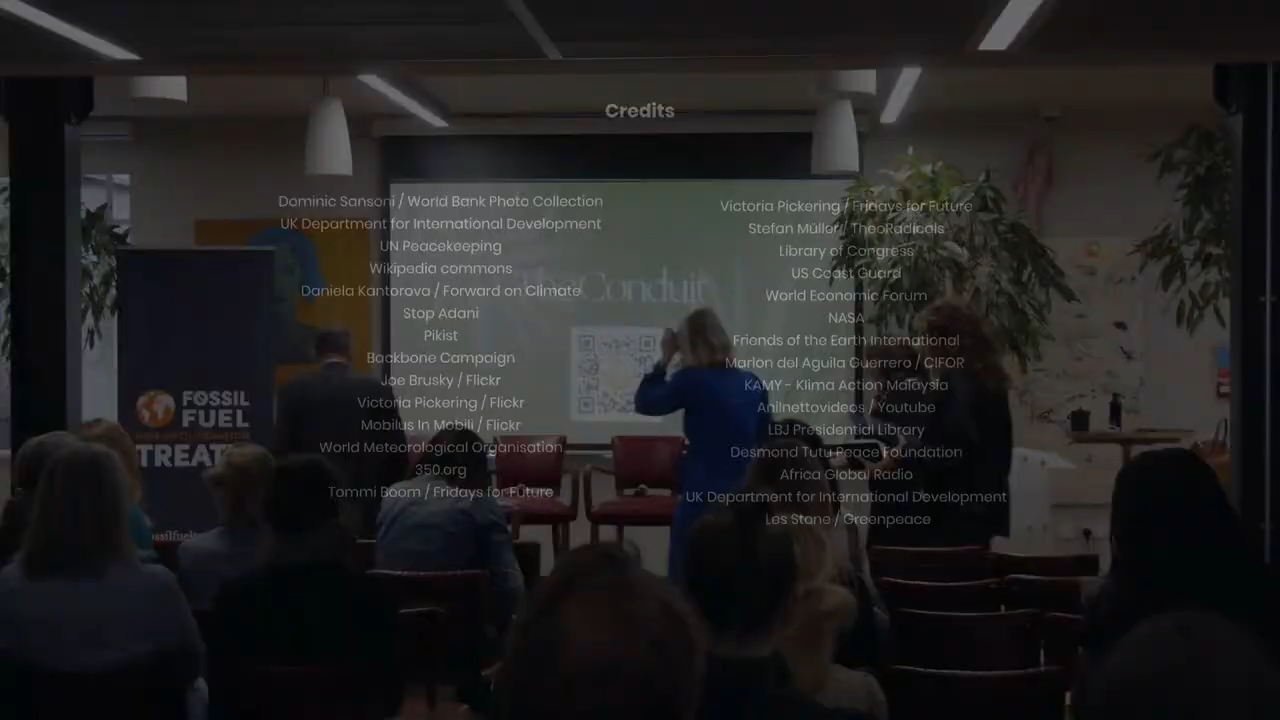 Credits
Dominic Sansoni / World Bank Photo Collection
UK Department for International Development
UN Peacekeeping
Wikipedia commons
Daniela Kantorova / Forward on Climate
Stop Adani
Pikist
Backbone Campaign
Joe Brusky / Flickr
Victoria Pickering / Flickr
Mobilus In Mobili / Flickr
World Meteorological Organisation
350.org
Tommi Boom / Fridays for Future
Victoria Pickering / Fridays for Future
Stefan Müller / TheoRadicals
Library of Congress
US Coast Guard
World Economic Forum
NASA
Friends of the Earth International
Marlon del Aguila Guerrero / CIFOR
KAMY - Klima Action Malaysia
Anilnettovideos / Youtube
LBJ Presidential Library
Desmond Tutu Peace Foundation
Africa Global Radio
UK Department for International Development
Les Stone / Greenpeace
The Conduit
FOSSIL
FUEL
TREAT